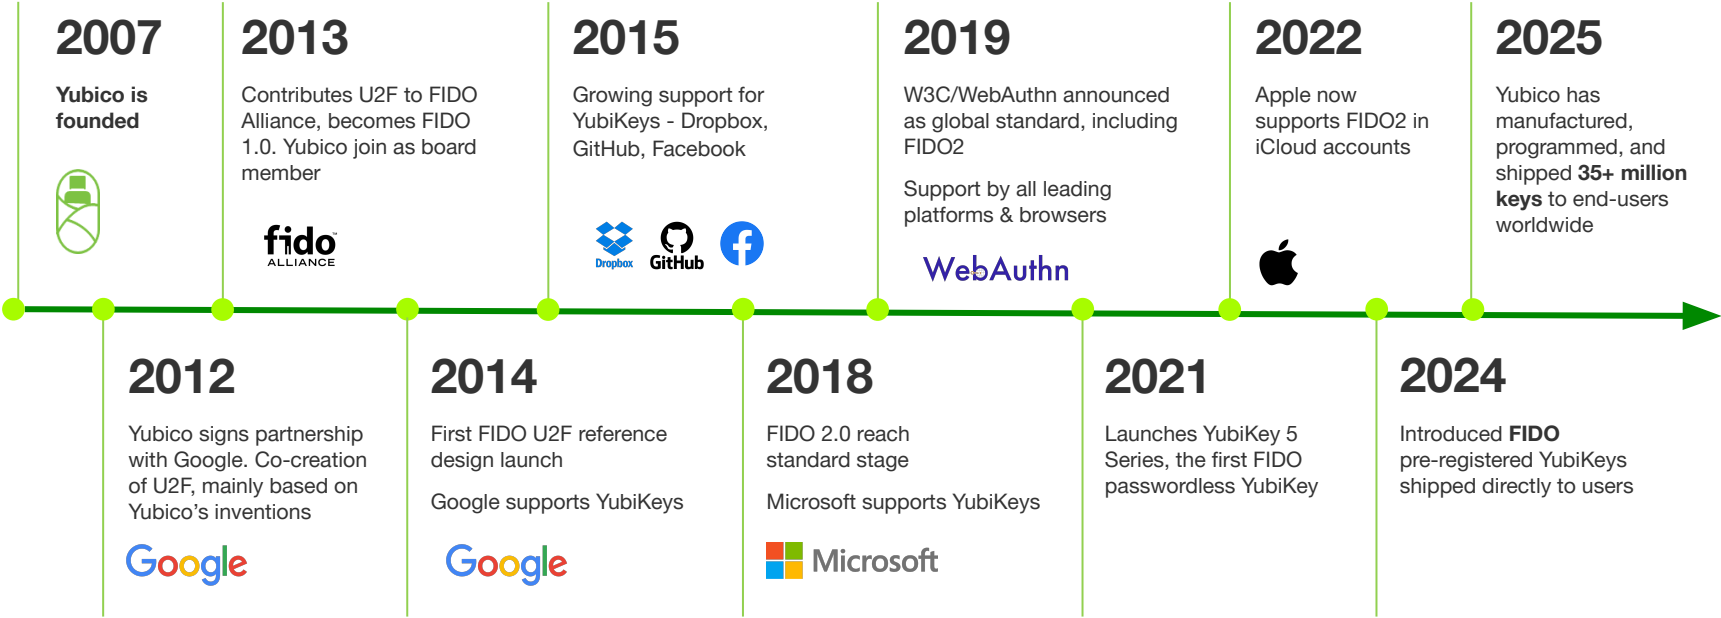 2007
Yubico is
founded
2013
Contributes U2F to FIDO
Alliance, becomes FIDO
1.0. Yubico join as board
member
fido™
ALLIANCE
2015
Growing support for
YubiKeys - Dropbox,
GitHub, Facebook
Dropbox
GitHub
2019
W3C/WebAuthn announced
as global standard, including
FIDO2
Support by all leading
platforms & browsers
WebAuthn
2022
Apple now
supports FIDO2 in
iCloud accounts
2025
Yubico has
manufactured,
programmed, and
shipped 35+ million
keys to end-users
worldwide
2012
Yubico signs partnership
with Google. Co-creation
of U2F, mainly based on
Yubico’s inventions
Google
2014
First FIDO U2F reference
design launch
Google supports YubiKeys
Google
2018
FIDO 2.0 reach
standard stage
Microsoft supports YubiKeys
Microsoft
2021
Launches YubiKey 5
Series, the first FIDO
passwordless YubiKey
2024
Introduced FIDO
pre-registered YubiKeys
shipped directly to users